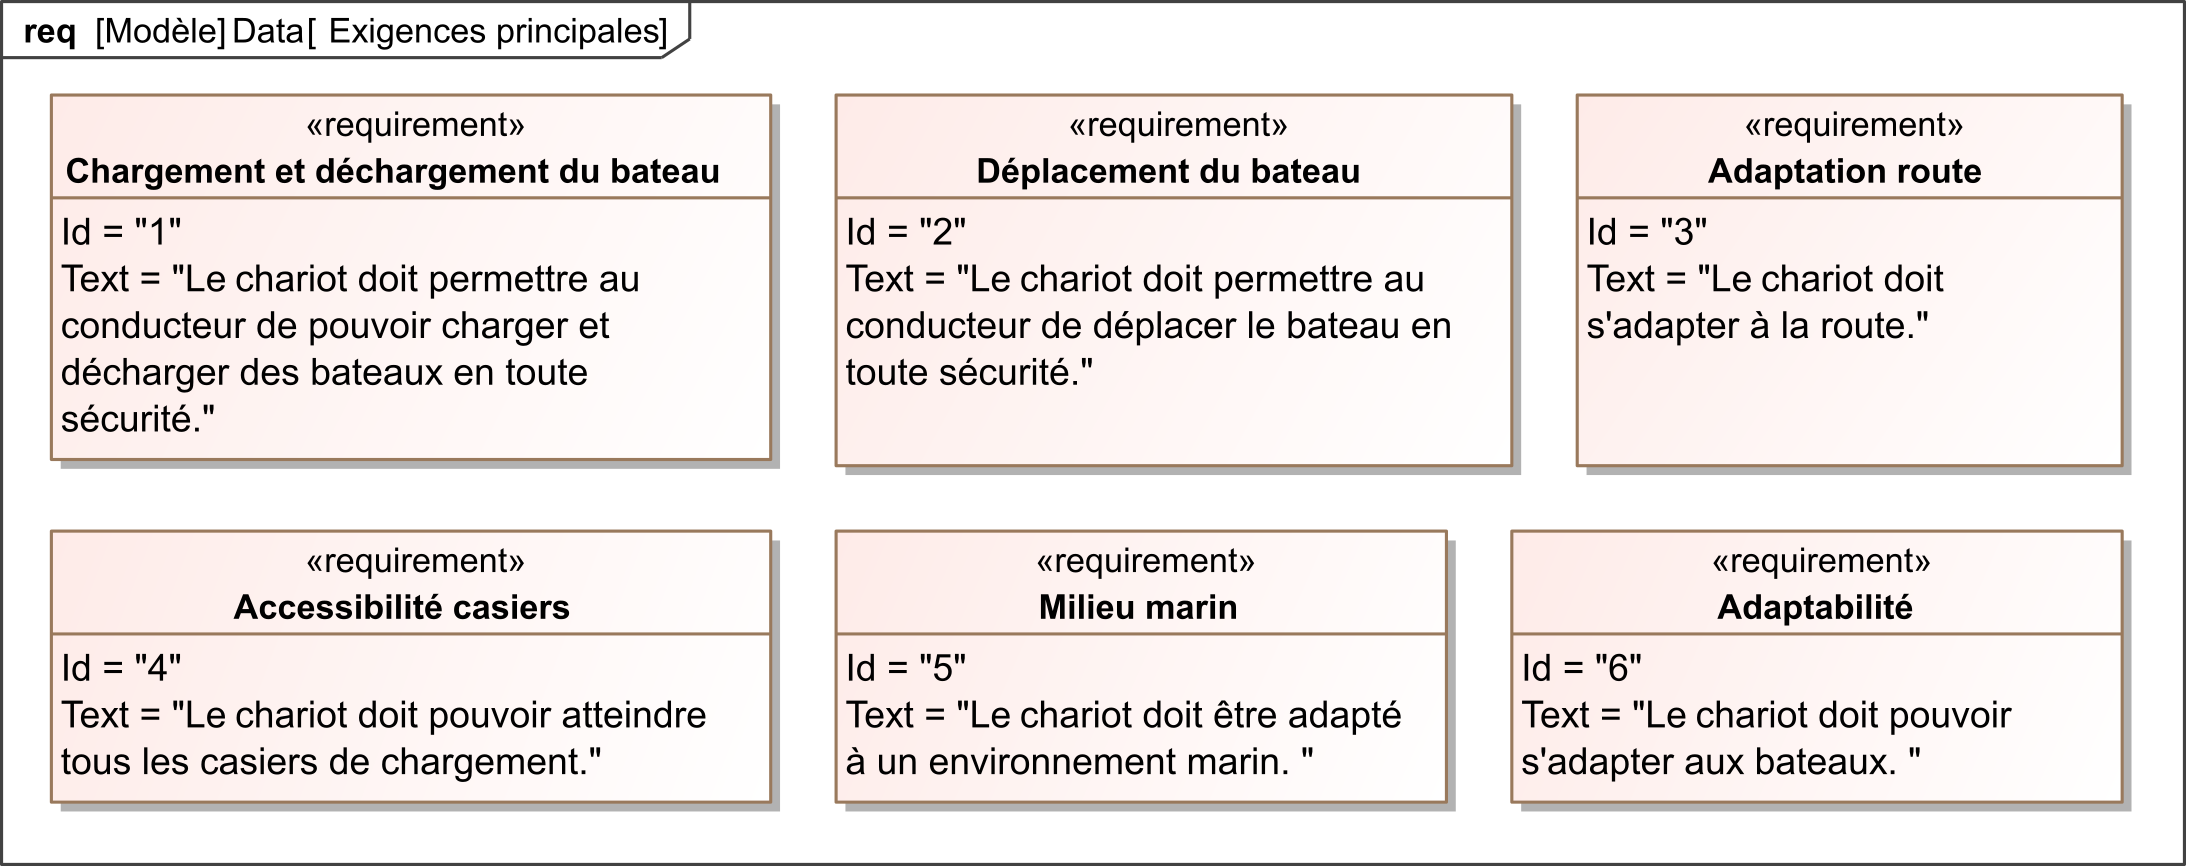 req [Modèle] Data[ Exigences principales]
«requirement»
Chargement et déchargement du bateau
Id = "1"
Text = "Le chariot doit permettre au
conducteur de pouvoir charger et
décharger des bateaux en toute
sécurité."
«requirement»
Déplacement du bateau
Id = "2"
Text = "Le chariot doit permettre au
conducteur de déplacer le bateau en
toute sécurité."
«requirement»
Adaptation route
Id = "3"
Text = "Le chariot doit
s'adapter à la route."
«requirement»
Accessibilité casiers
Id = "4"
Text = "Le chariot doit pouvoir atteindre
tous les casiers de chargement."
«requirement»
Milieu marin
Id = "5"
Text = "Le chariot doit être adapté
à un environnement marin. "
«requirement»
Adaptabilité
Id = "6"
Text = "Le chariot doit pouvoir
s'adapter aux bateaux. "